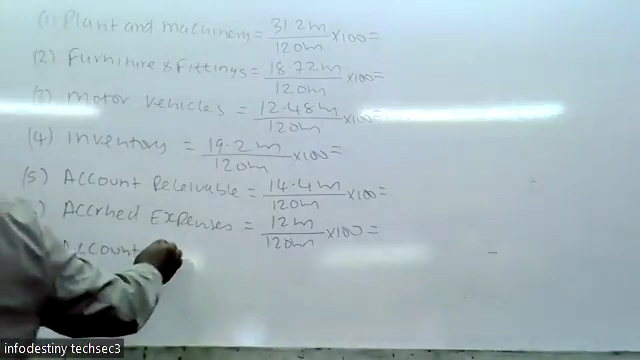 (1) Plant and machinery = 31.2m/120m ×100=
(2) Furniture & fittings = 18.72m/120m ×100=
(3) motor vehicles = 12.48m/120m ×100=
(4) Inventory = 19.2m/120m ×100=
(5) Account Receivable = 14.4m/120m ×100=
) Accrued Expenses = 12m/120m ×100=
Account
infodestiny techsec3